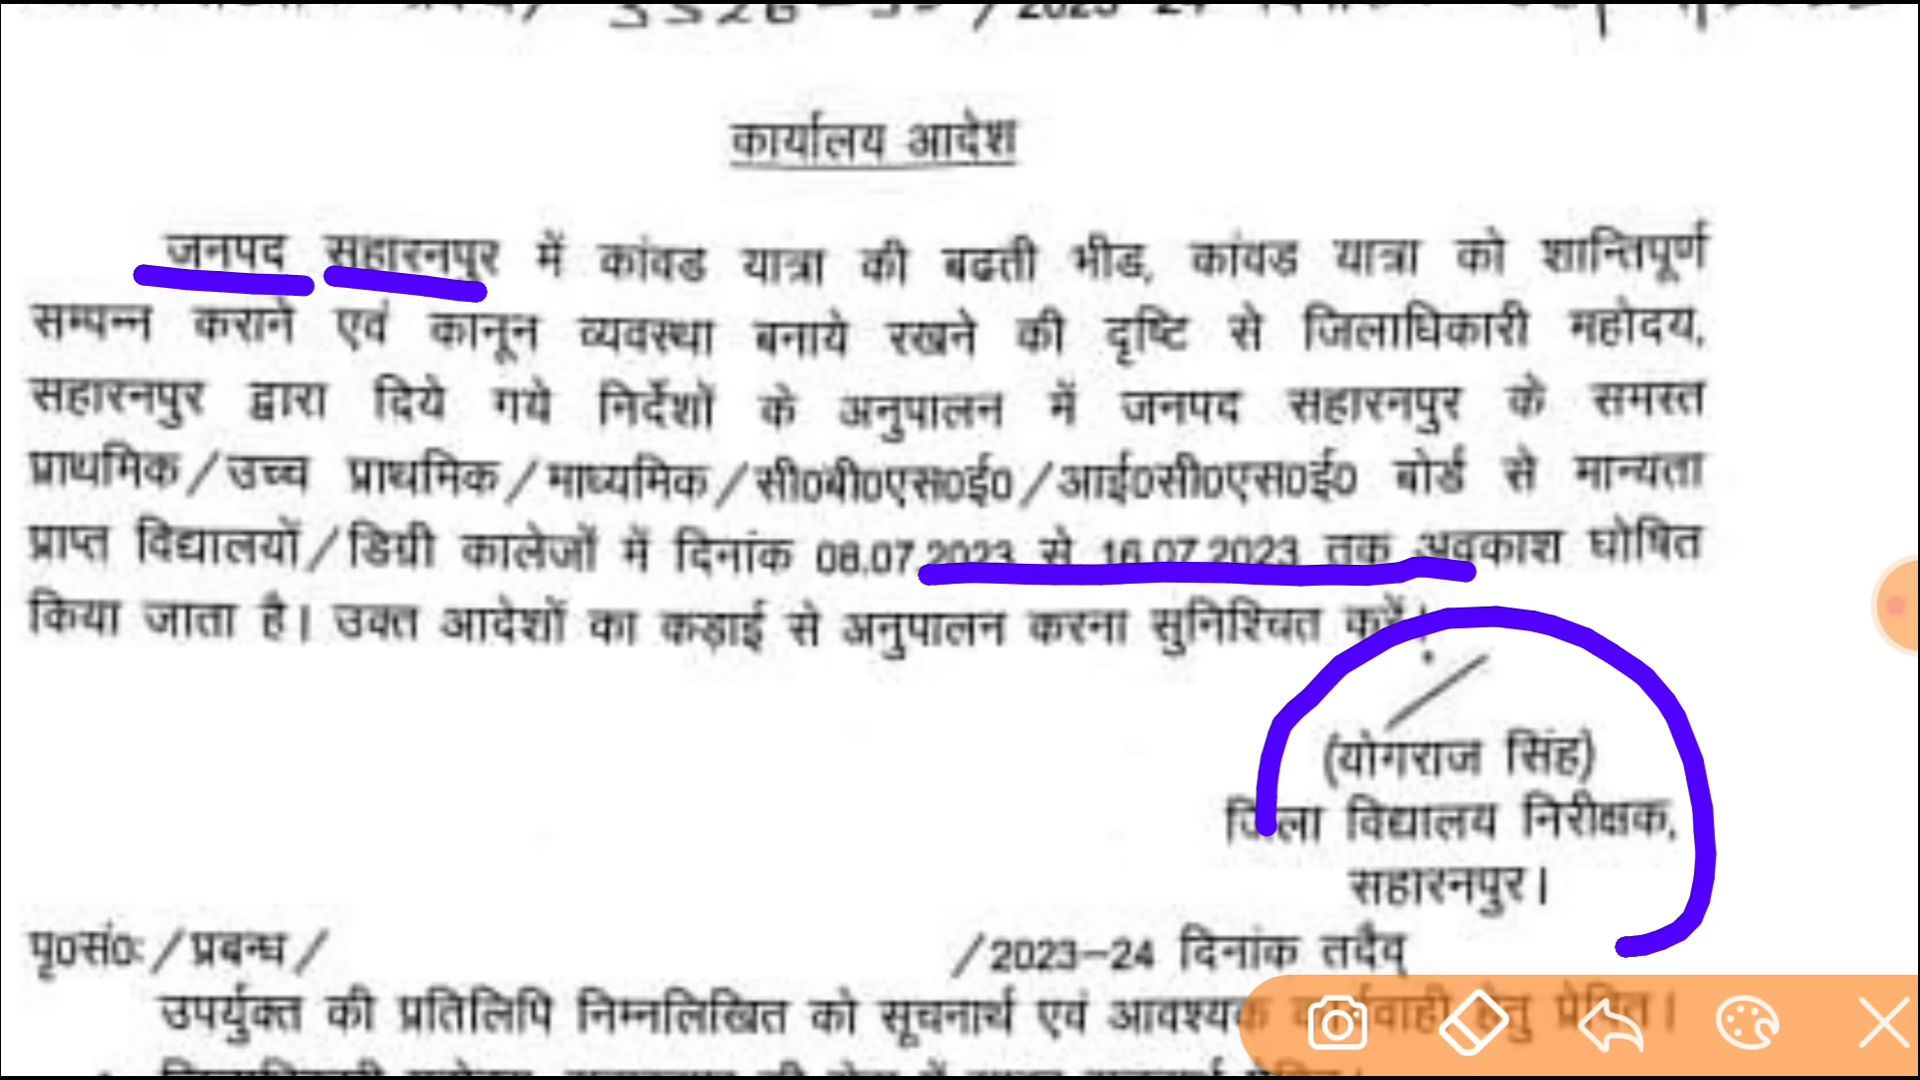 /2023-24
कार्यालय आदेश
जनपद सहारनपुर में कांवड यात्रा की बढती भीड, कांवड यात्रा को शान्तिपूर्ण
सम्पन्न कराने एवं कानून व्यवस्था बनाये रखने की दृष्टि से जिलाधिकारी महोदय,
सहारनपुर द्वारा दिये गये निर्देशों के अनुपालन में जनपद सहारनपुर के समस्त
प्राथमिक/उच्च प्राथमिक/माध्यमिक/सी0बी0एस0ई0/आई0सी0एस0ई0 बोर्ड से मान्यता
प्राप्त विद्यालयों/डिग्री कालेजों में दिनांक 08.07.2023 से 16.07.2023 तक अवकाश घोषित
किया जाता है। उक्त आदेशों का कड़ाई से अनुपालन करना सुनिश्चित करें।
(योगराज सिंह)
जिला विद्यालय निरीक्षक,
सहारनपुर।
पृ0सं0: /प्रबन्ध/ /2023-24 दिनांक तदैव्
उपर्युक्त की प्रतिलिपि निम्नलिखित को सूचनार्थ एवं आवश्यक कार्यवाही हेतु प्रेषित।